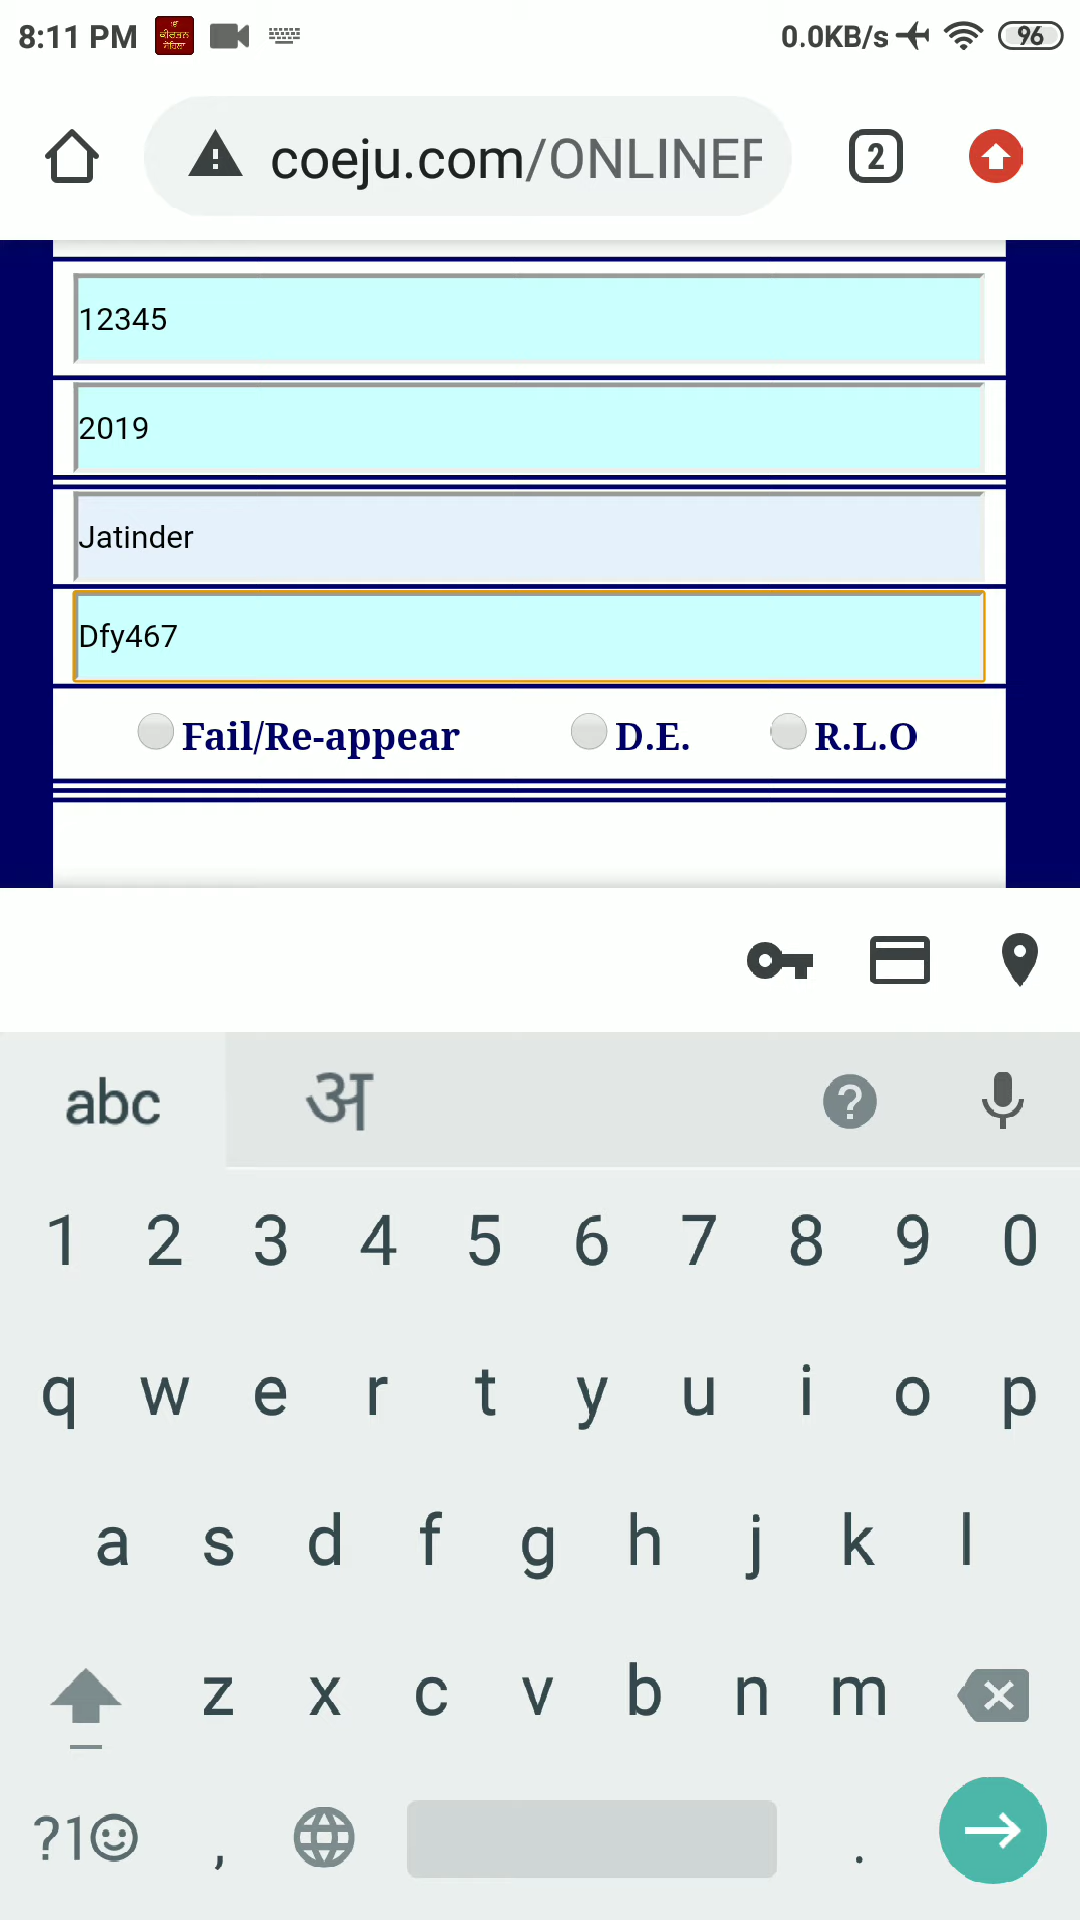 8:11 PM ੴ ਕੀਰਤਨ ਸੋਹਿਲਾ 0.0KB/s 96
coeju.com/ONLINEF 2
12345
2019
Jatinder
Dfy467
Fail/Re-appear D.E. R.L.O
abc अ ?
1 2 3 4 5 6 7 8 9 0
q w e r t y u i o p
a s d f g h j k l
z x c v b n m
?1 , .